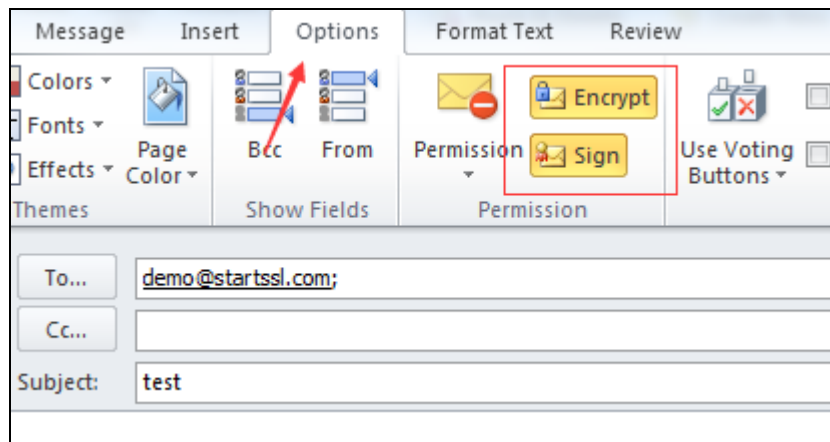 Message Insert Options Format Text Review
Colors
Fonts
Effects
Themes
Page
Color
Bcc
From
Show Fields
Permission
Encrypt
Sign
Permission
Use Voting
Buttons
To...
demo@startssl.com;
Cc...
Subject:
test